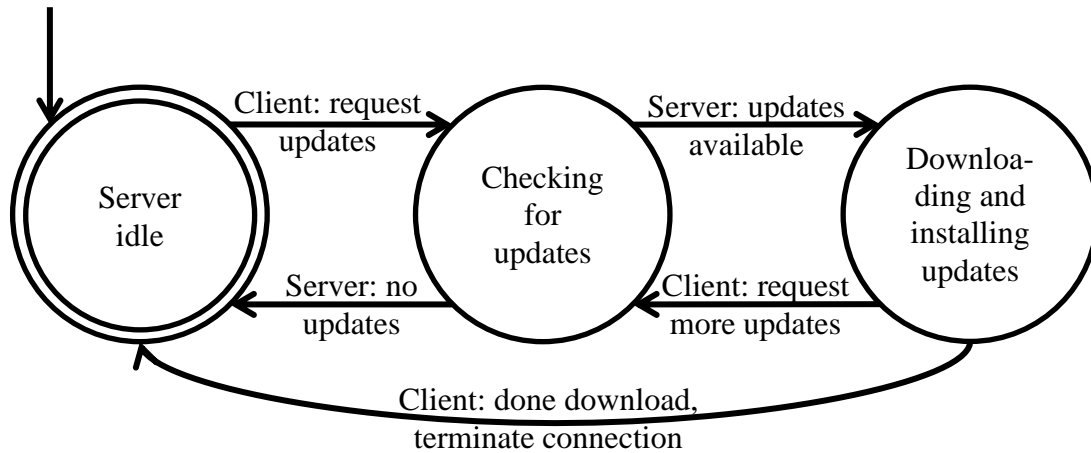 Client: request
updates
Server: updates
available
Server
idle
Checking
for
updates
Downloa-
ding and
installing
updates
Server: no
updates
Client: request
more updates
Client: done download,
terminate connection